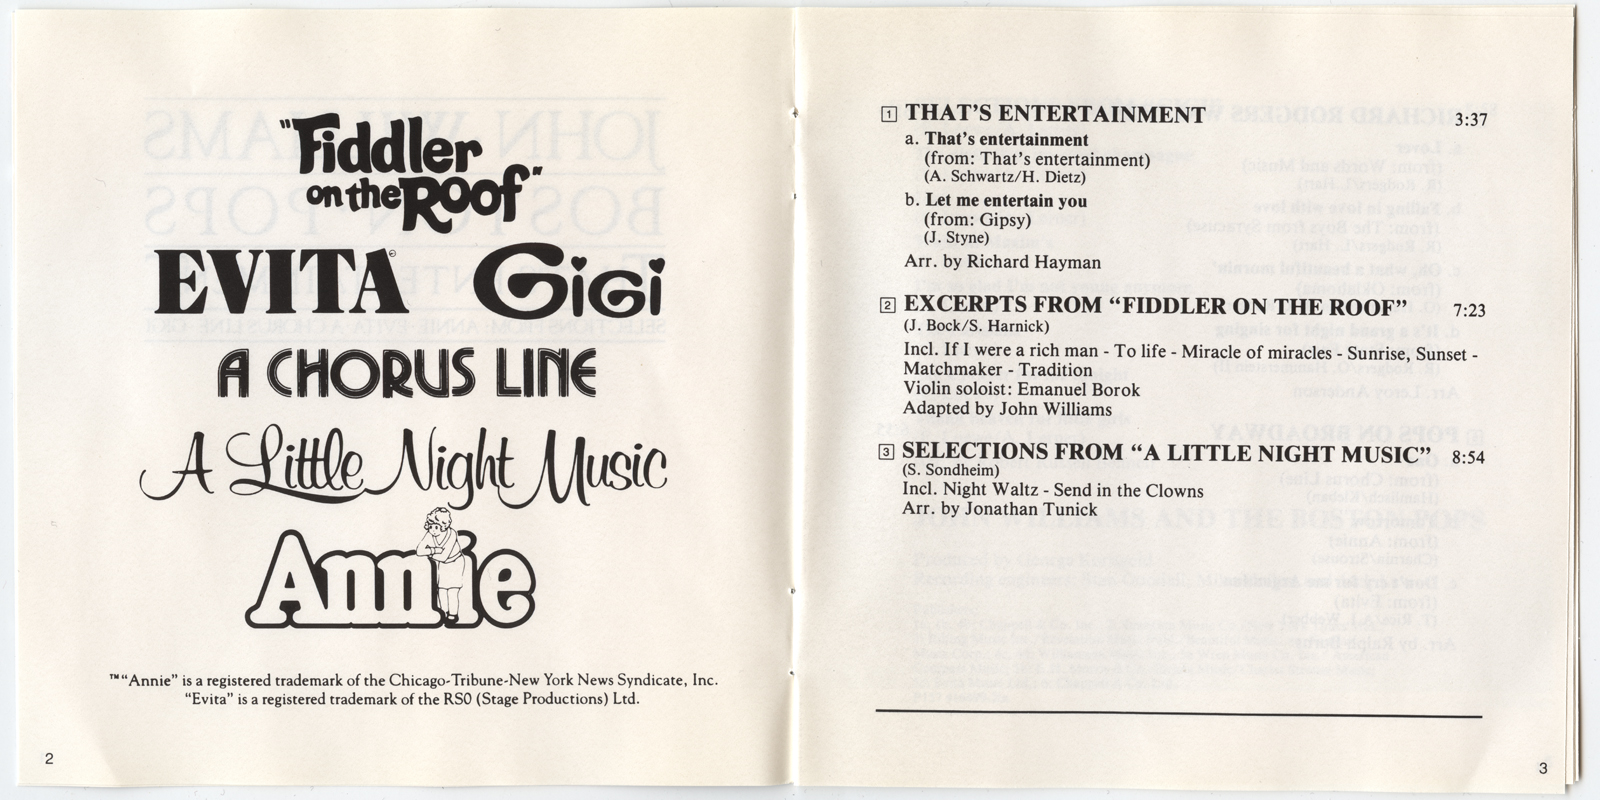 "Fiddler
on the Roof"
EVITA© GiGi
A CHORUS LINE
A Little Night Music
Annie
™“Annie” is a registered trademark of the Chicago-Tribune-New York News Syndicate, Inc.
“Evita” is a registered trademark of the RSO (Stage Productions) Ltd.
2
1 THAT’S ENTERTAINMENT 3:37
a. That’s entertainment
(from: That’s entertainment)
(A. Schwartz/H. Dietz)
b. Let me entertain you
(from: Gipsy)
(J. Styne)
Arr. by Richard Hayman
2 EXCERPTS FROM “FIDDLER ON THE ROOF” 7:23
(J. Bock/S. Harnick)
Incl. If I were a rich man - To life - Miracle of miracles - Sunrise, Sunset -
Matchmaker - Tradition
Violin soloist: Emanuel Borok
Adapted by John Williams
3 SELECTIONS FROM “A LITTLE NIGHT MUSIC” 8:54
(S. Sondheim)
Incl. Night Waltz - Send in the Clowns
Arr. by Jonathan Tunick
3